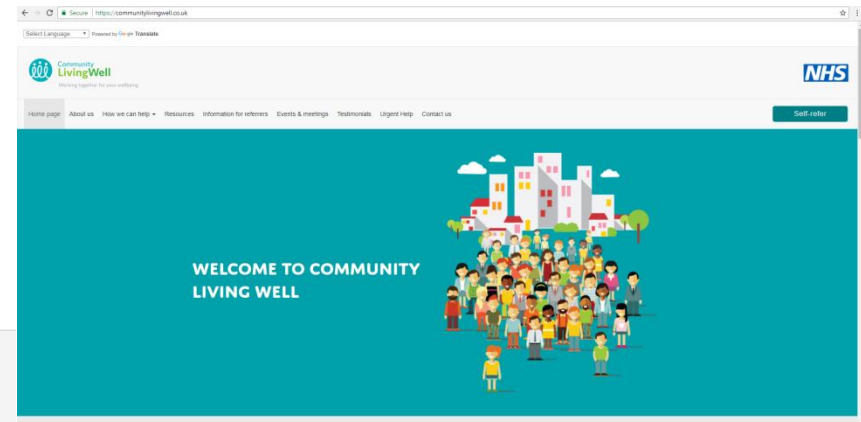 Secure | https://communitylivingwell.co.uk
Select Language Powered by Google Translate
Community
LivingWell
Working together for your wellbeing
NHS
Home page About us How we can help Resources Information for referrers Events & meetings Testimonials Urgent Help Contact us Self-refer
WELCOME TO COMMUNITY
LIVING WELL